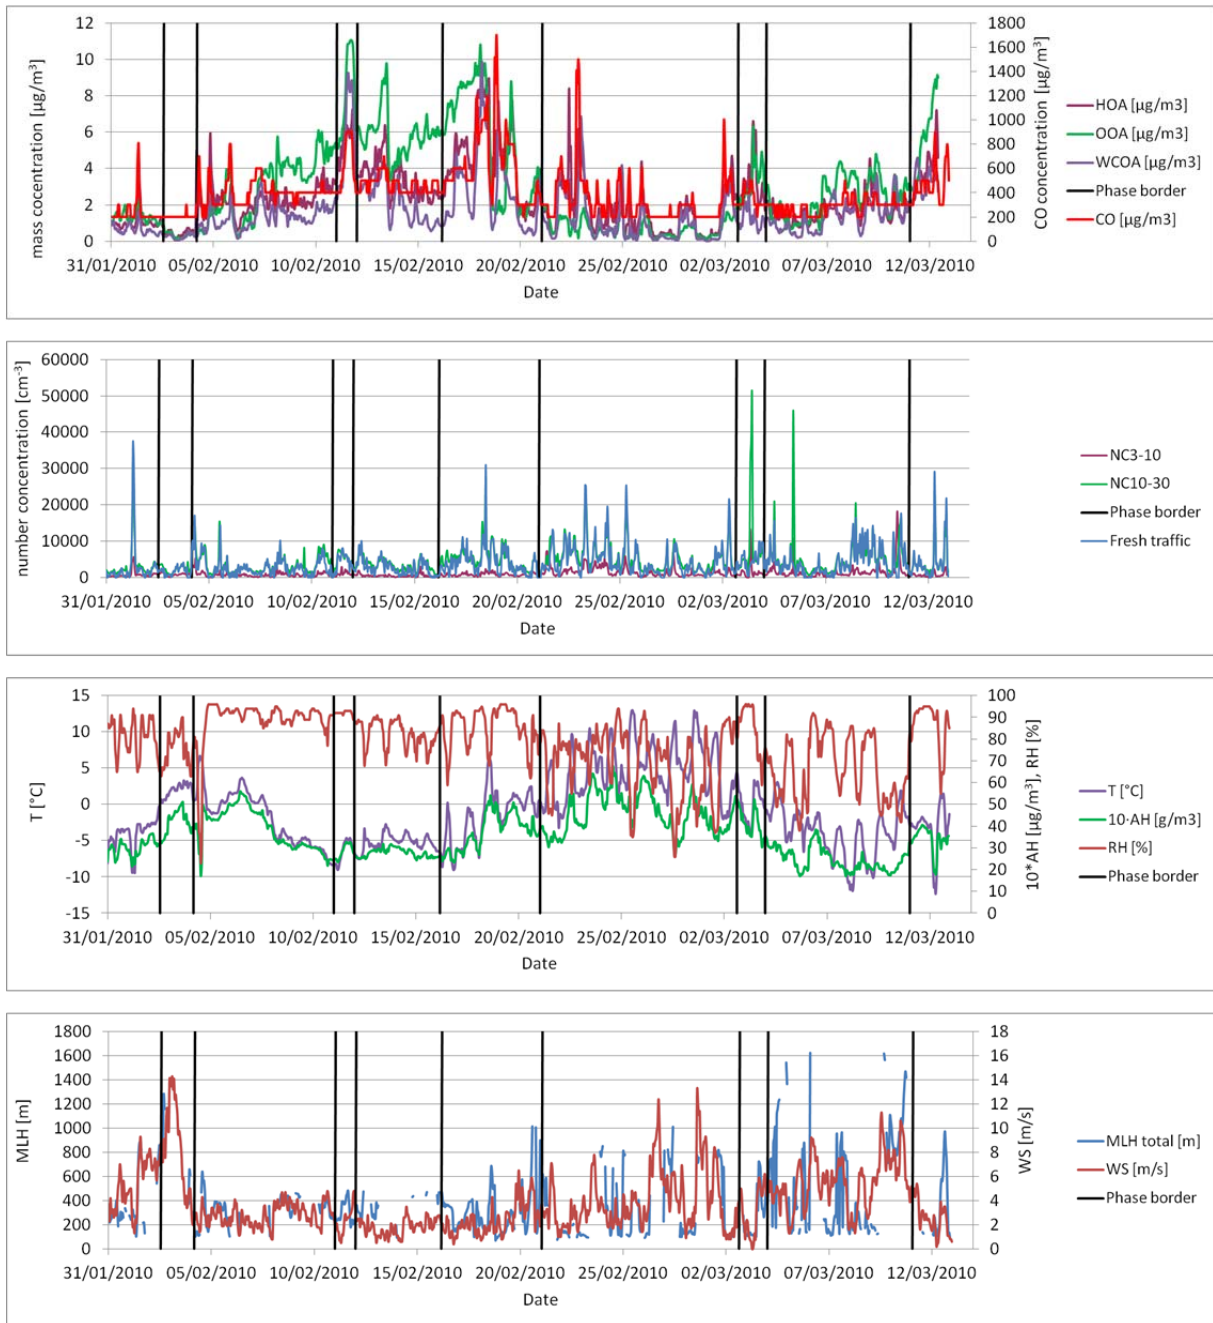 mass cocentration [µg/m³]
12
10
8
6
4
2
0
1800
1600
1400
1200
1000
800
600
400
200
0
CO concentration [µg/m³]
31/01/2010 05/02/2010 10/02/2010 15/02/2010 20/02/2010 25/02/2010 02/03/2010 07/03/2010 12/03/2010
Date
HOA [µg/m3]
OOA [µg/m3]
WCOA [µg/m3]
Phase border
CO [µg/m3]
number concentration [cm⁻³]
60000
50000
40000
30000
20000
10000
0
31/01/2010 05/02/2010 10/02/2010 15/02/2010 20/02/2010 25/02/2010 02/03/2010 07/03/2010 12/03/2010
Date
NC3-10
NC10-30
Phase border
Fresh traffic
T [°C]
15
10
5
0
-5
-10
-15
100
90
80
70
60
50
40
30
20
10
0
10*AH [µg/m³], RH [%]
31/01/2010 05/02/2010 10/02/2010 15/02/2010 20/02/2010 25/02/2010 02/03/2010 07/03/2010 12/03/2010
Date
T [°C]
10·AH [g/m3]
RH [%]
Phase border
MLH [m]
1800
1600
1400
1200
1000
800
600
400
200
0
18
16
14
12
10
8
6
4
2
0
WS [m/s]
31/01/2010 05/02/2010 10/02/2010 15/02/2010 20/02/2010 25/02/2010 02/03/2010 07/03/2010 12/03/2010
Date
MLH total [m]
WS [m/s]
Phase border